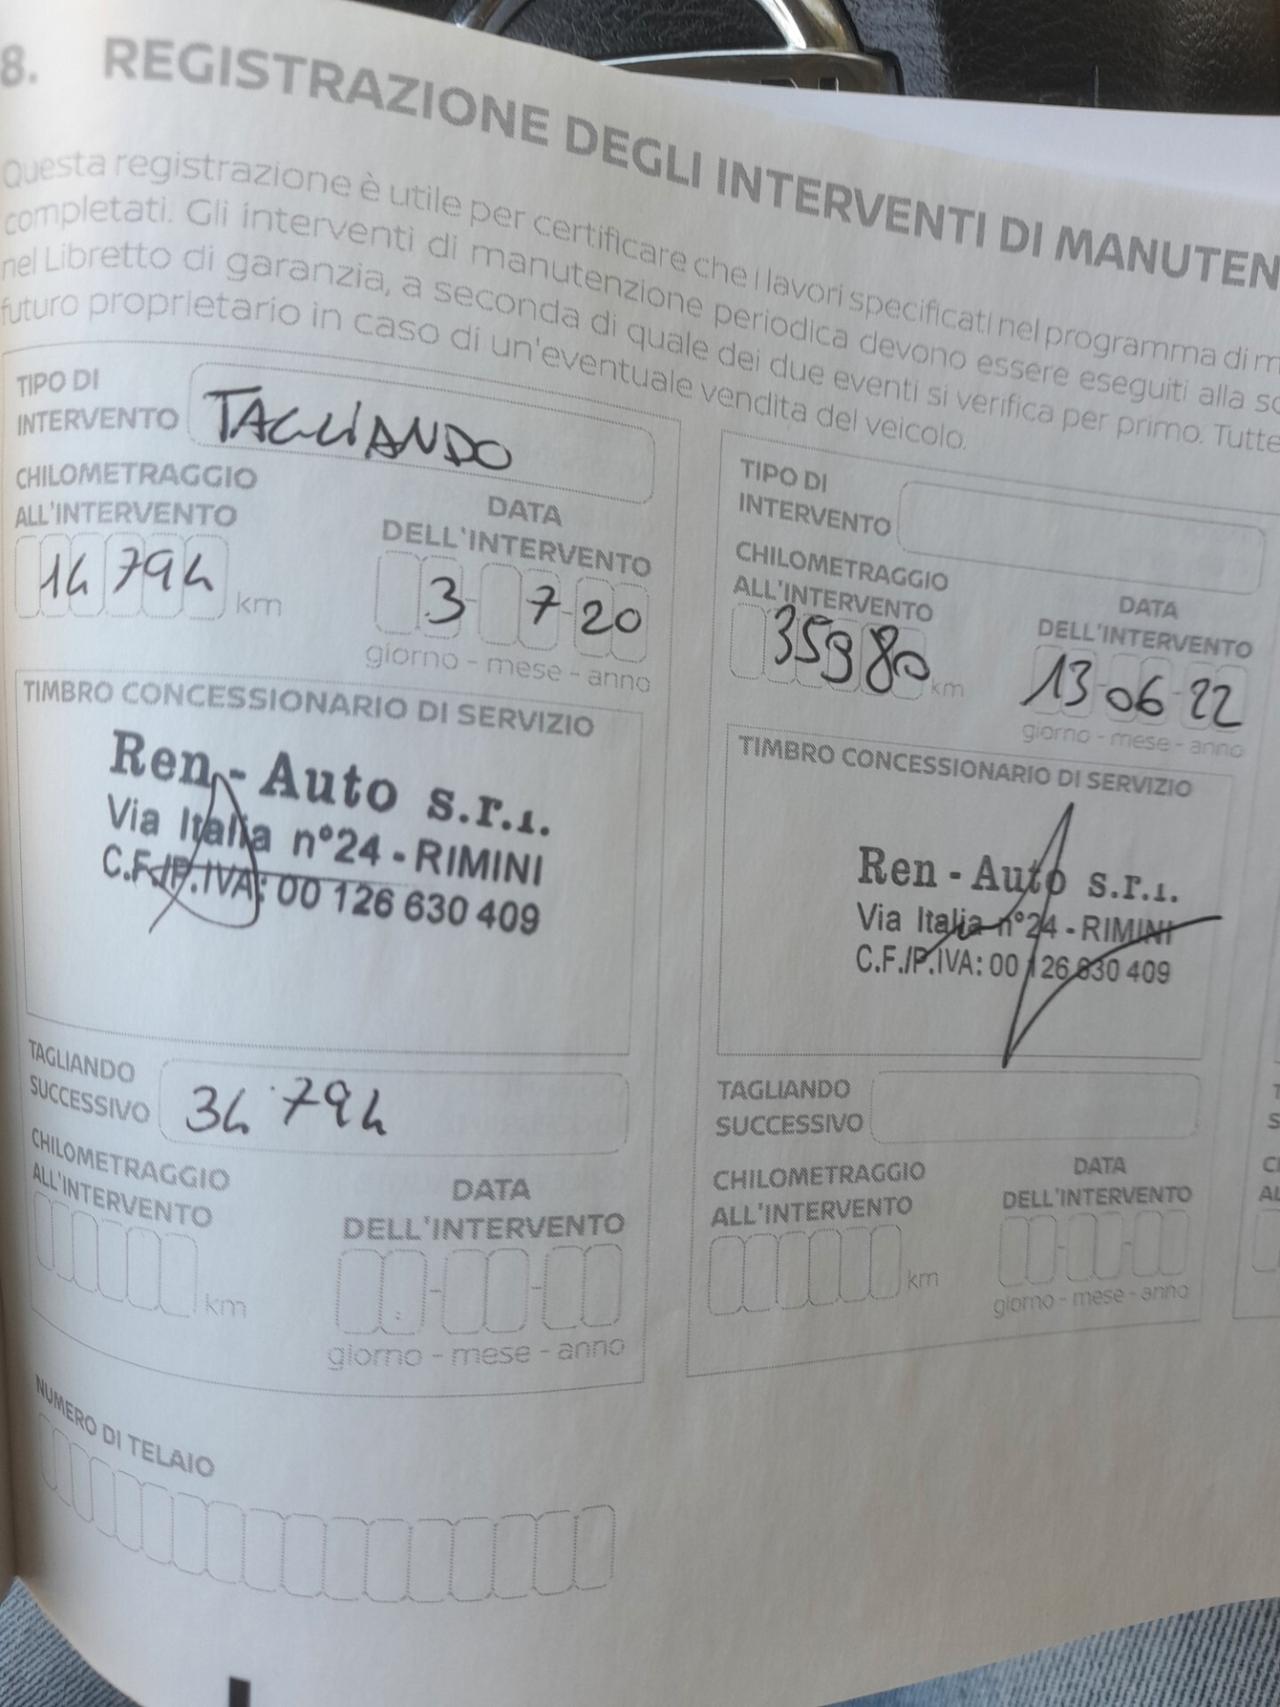 8. REGISTRAZIONE DEGLI INTERVENTI DI MANUTEN
Questa registrazione è utile per certificare che i lavori specificati nel programma di m
completati. Gli interventi di manutenzione periodica devono essere eseguiti alla sc
nel Libretto di garanzia, a seconda di quale dei due eventi si verifica per primo. Tutte
futuro proprietario in caso di un'eventuale vendita del veicolo.
TIPO DI
INTERVENTO TAGLIANDO
CHILOMETRAGGIO
ALL'INTERVENTO
DATA
DELL'INTERVENTO
14 794 km
3 - 7 - 20
giorno - mese - anno
TIMBRO CONCESSIONARIO DI SERVIZIO
Ren - Auto s.r.l.
Via Italia n°24 - RIMINI
C.F./P.IVA: 00 126 630 409
TAGLIANDO
SUCCESSIVO 34.794
CHILOMETRAGGIO
ALL'INTERVENTO
DATA
DELL'INTERVENTO
km
giorno - mese - anno
NUMERO DI TELAIO
TIPO DI
INTERVENTO
CHILOMETRAGGIO
ALL'INTERVENTO
DATA
DELL'INTERVENTO
35980 km
13-06-22
giorno - mese - anno
TIMBRO CONCESSIONARIO DI SERVIZIO
Ren - Auto s.r.l.
Via Italia n°24 - RIMINI
C.F./P.IVA: 00 126 630 409
TAGLIANDO
SUCCESSIVO
CHILOMETRAGGIO
ALL'INTERVENTO
DATA
DELL'INTERVENTO
km
giorno - mese - anno